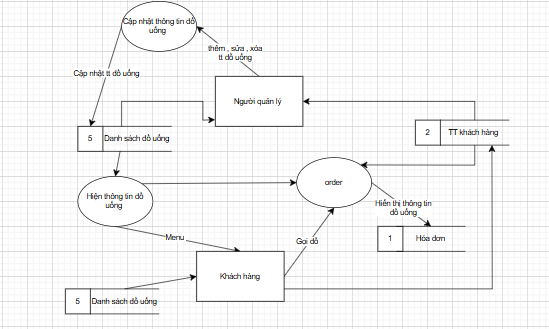 Cập nhật thông tin đồ
uống
thêm , sửa , xóa
tt đồ uống
Cập nhật tt đồ uống
Người quản lý
5
Danh sách đồ uống
2
TT khách hàng
order
Hiện thông tin đồ
uống
Hiển thị thông tin
đồ uống
Menu
Gọi đồ
1
Hóa đơn
Khách hàng
5
Danh sách đồ uống